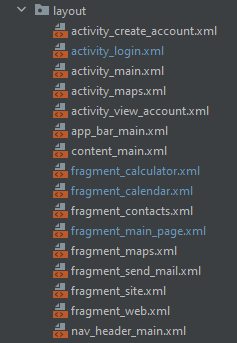 layout
activity_create_account.xml
activity_login.xml
activity_main.xml
activity_maps.xml
activity_view_account.xml
app_bar_main.xml
content_main.xml
fragment_calculator.xml
fragment_calendar.xml
fragment_contacts.xml
fragment_main_page.xml
fragment_maps.xml
fragment_send_mail.xml
fragment_site.xml
fragment_web.xml
nav_header_main.xml